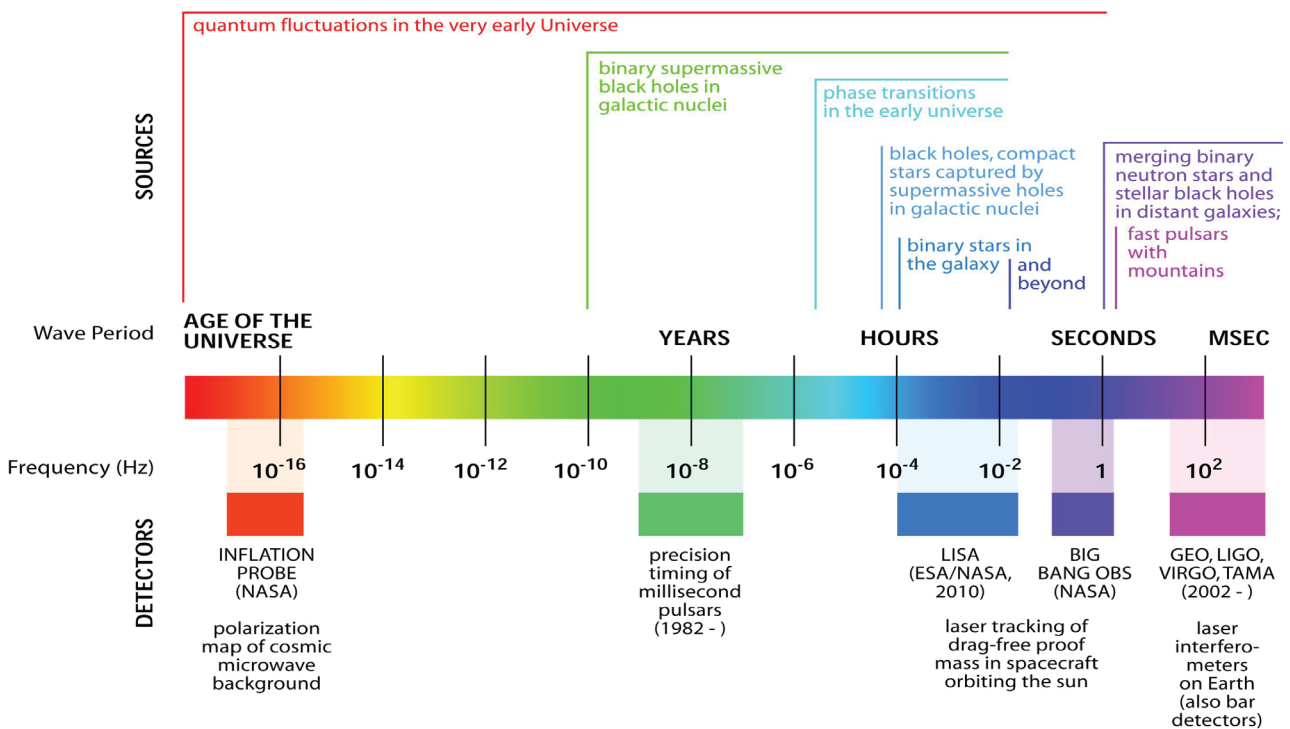 quantum fluctuations in the very early Universe
binary supermassive
black holes in
galactic nuclei
phase transitions
in the early universe
black holes, compact
stars captured by
supermassive holes
in galactic nuclei
merging binary
neutron stars and
stellar black holes
in distant galaxies;
fast pulsars
with
mountains
binary stars in
the galaxy
and
beyond
SOURCES
Wave Period
AGE OF THE
UNIVERSE
YEARS
HOURS
SECONDS
MSEC
Frequency (Hz)
10⁻¹⁶
10⁻¹⁴
10⁻¹²
10⁻¹⁰
10⁻⁸
10⁻⁶
10⁻⁴
10⁻²
1
10²
DETECTORS
INFLATION
PROBE
(NASA)
polarization
map of cosmic
microwave
background
precision
timing of
millisecond
pulsars
(1982 - )
LISA
(ESA/NASA,
2010)
BIG
BANG OBS
(NASA)
laser tracking of
drag-free proof
mass in spacecraft
orbiting the sun
GEO, LIGO,
VIRGO, TAMA
(2002 - )
laser
interfero-
meters
on Earth
(also bar
detectors)